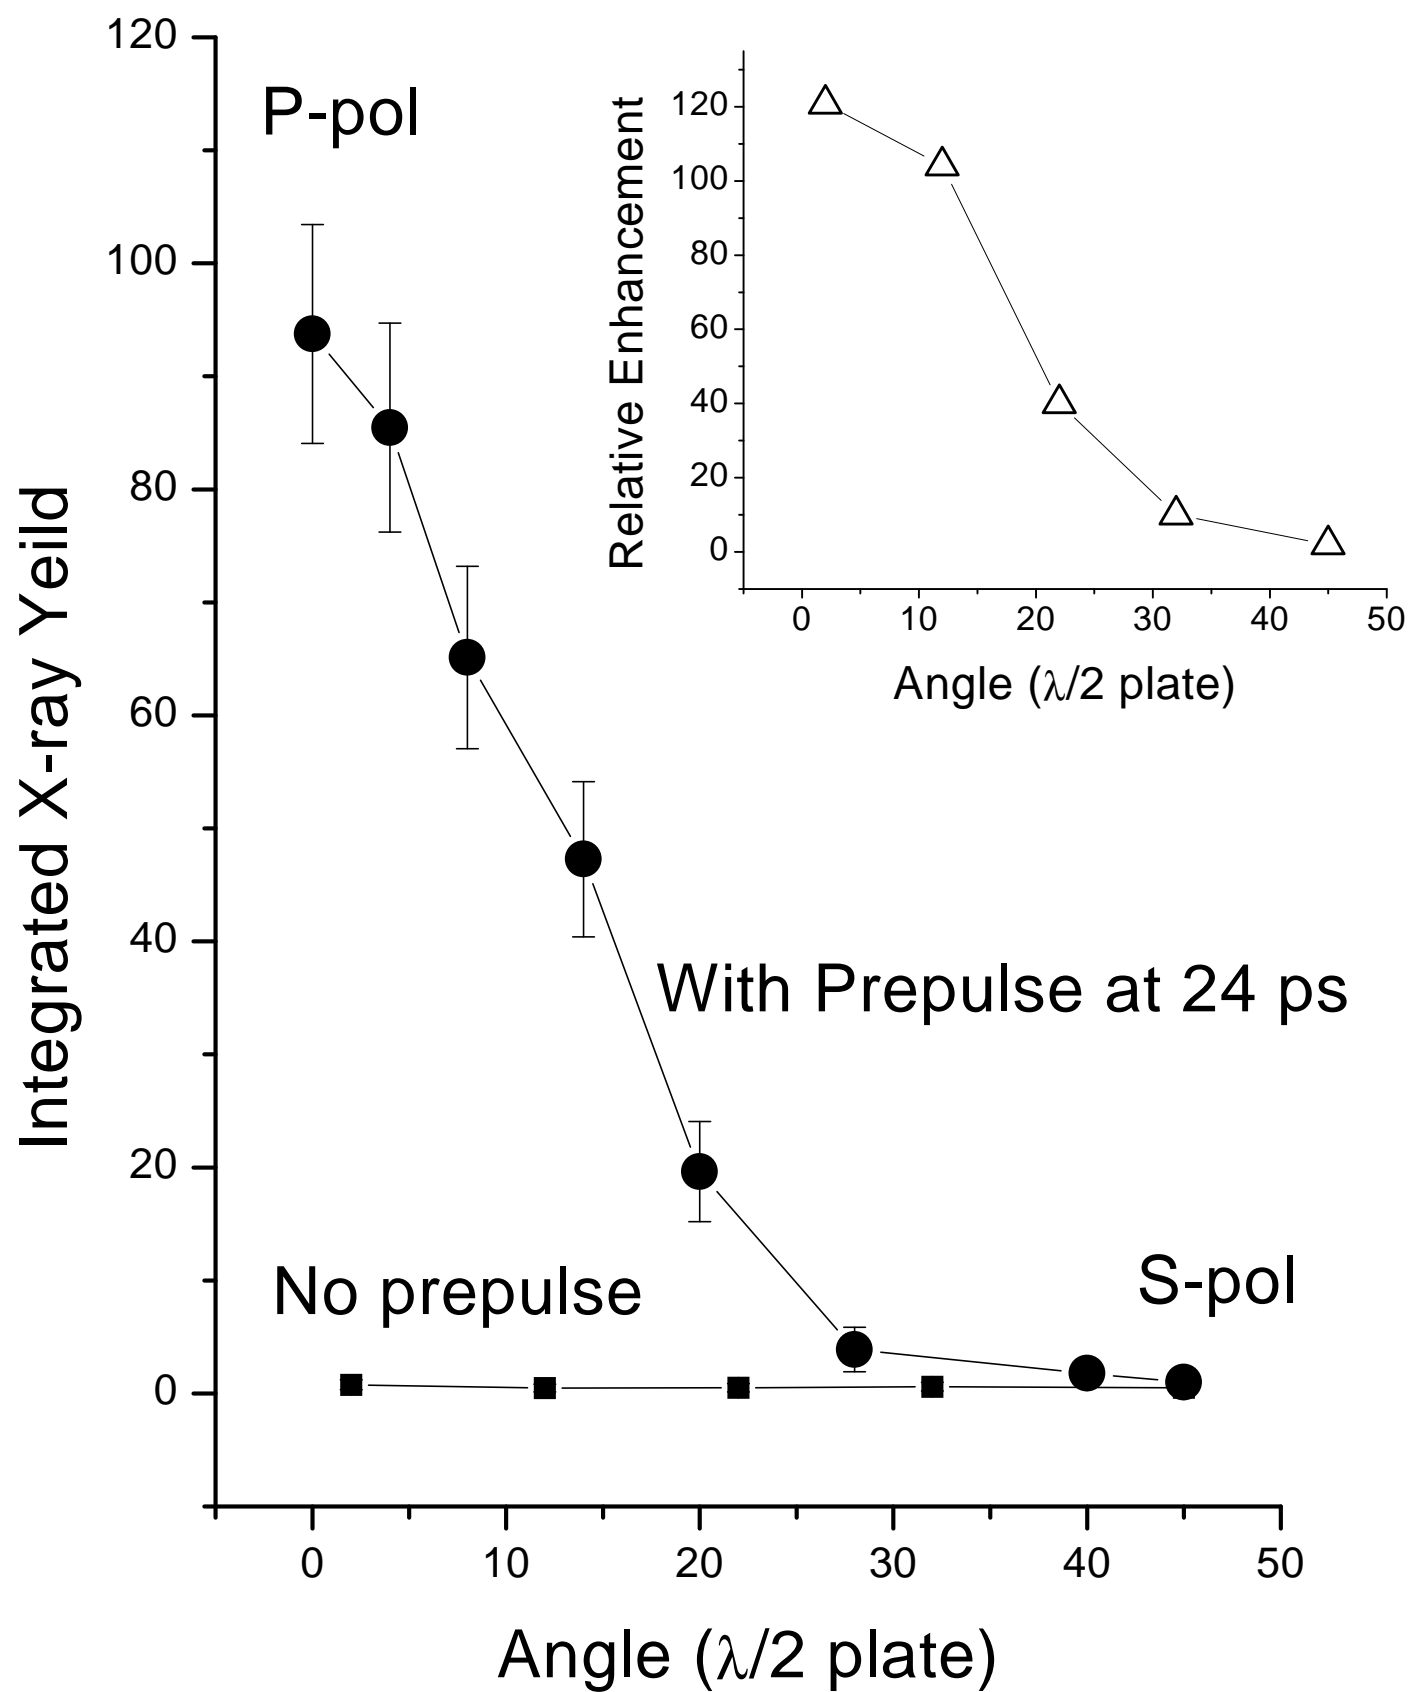 120
100
80
60
40
20
0
Integrated X-ray Yeild
P-pol
With Prepulse at 24 ps
No prepulse
S-pol
0 10 20 30 40 50
Angle (λ/2 plate)
120
100
80
60
40
20
0
Relative Enhancement
0 10 20 30 40 50
Angle (λ/2 plate)